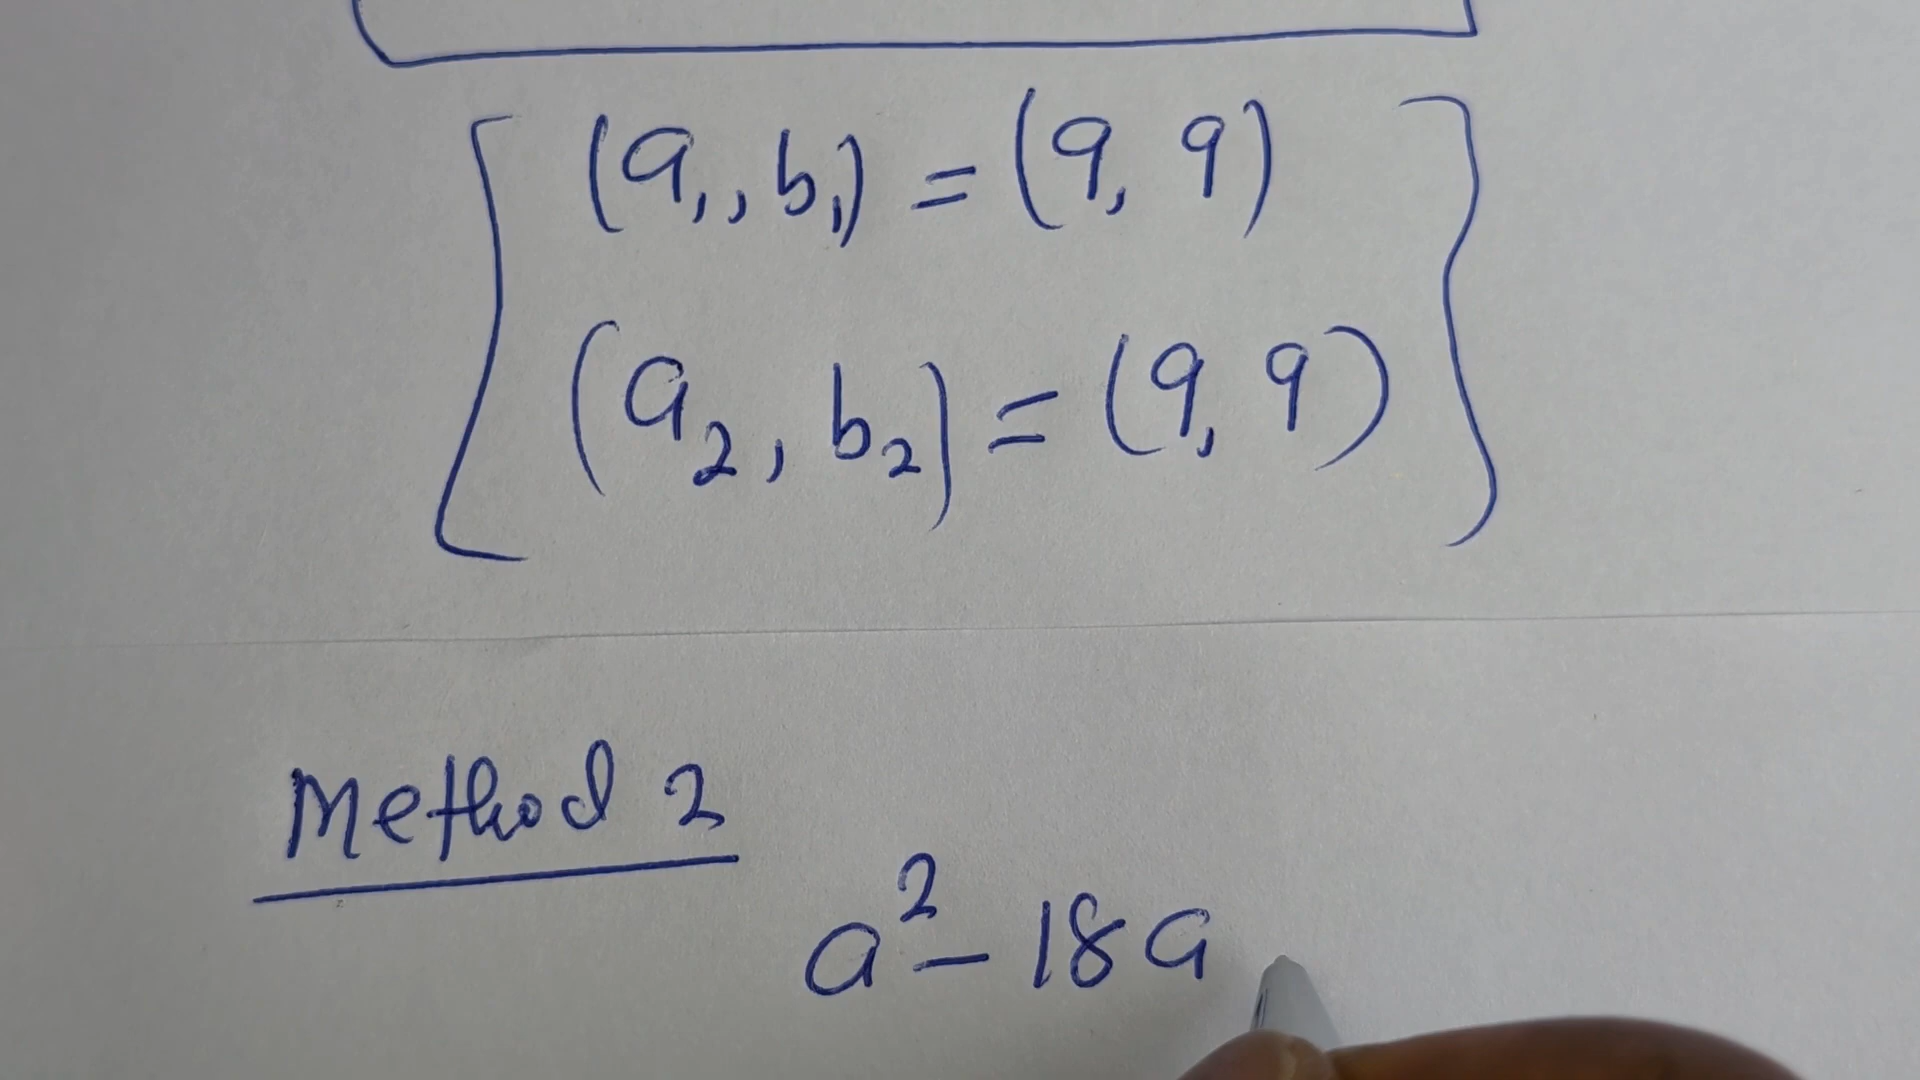 (a₁, b₁) = (9, 9)
(a₂, b₂) = (9, 9)
Method 2
a² - 18a